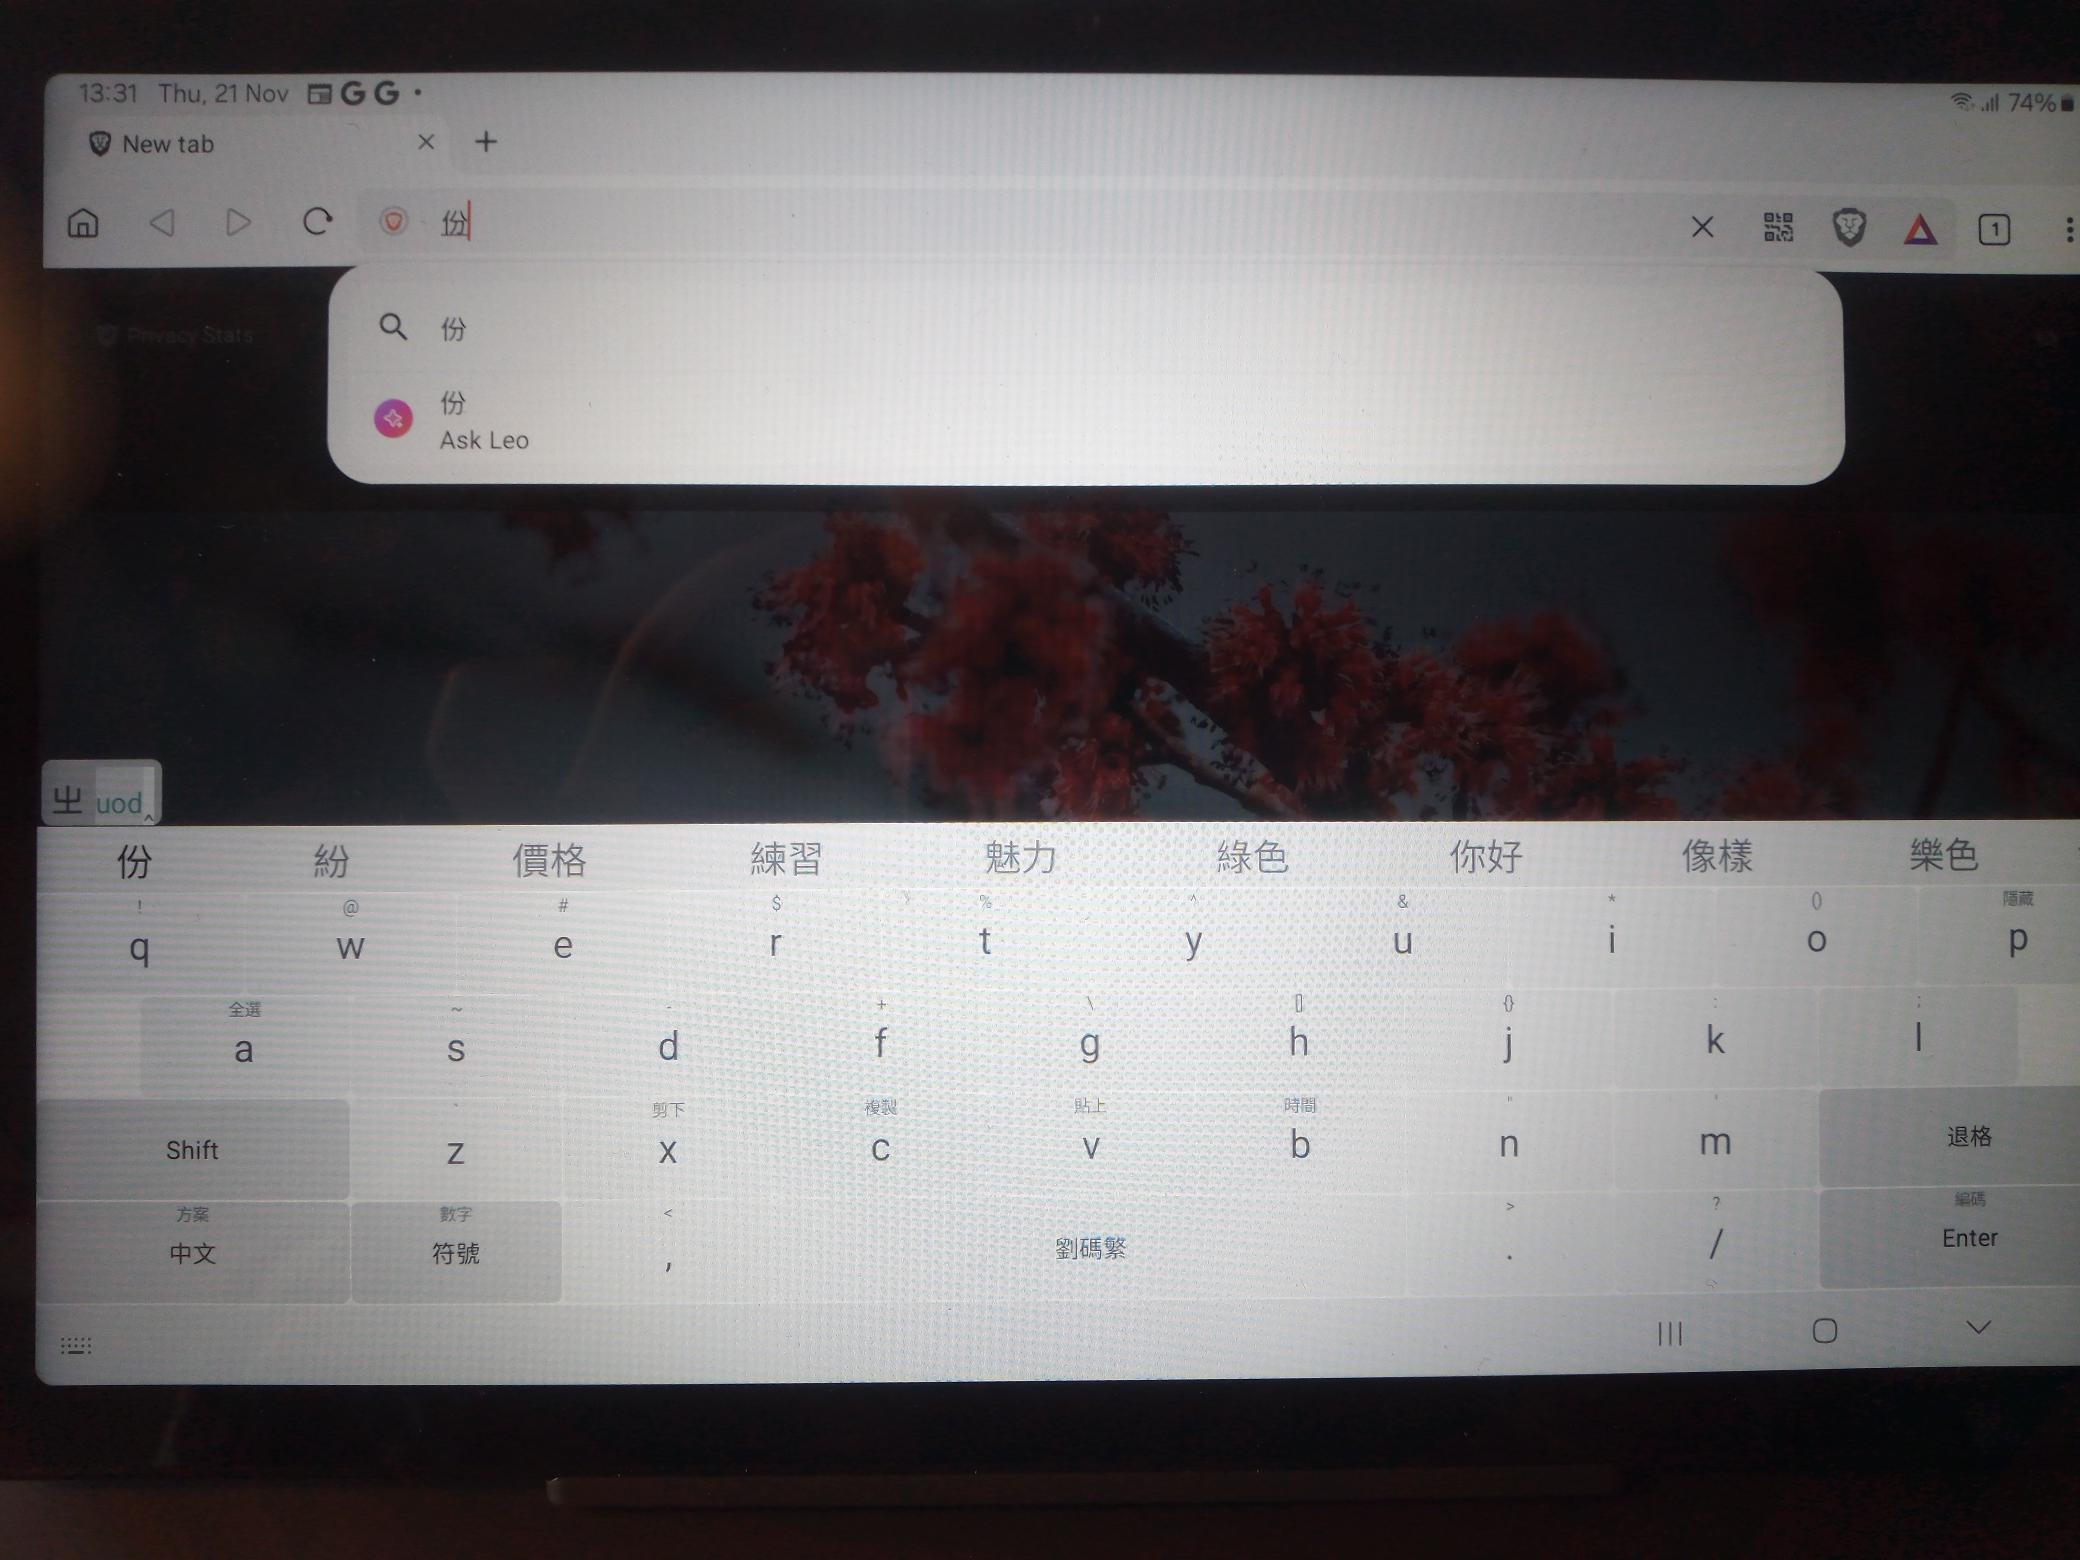 13:31 Thu, 21 Nov G G 74%
New tab
份
1
份
份
Ask Leo
Privacy Stats
uod
份 紛 價格 練習 魅力 綠色 你好 像樣 樂色
! @ # $ % ^ & * () 隱藏
q w e r t y u i o p
全選 ~ - + \ [] {} : ;
a s d f g h j k l
` 剪下 複製 貼上 時間 " '
Shift z x c v b n m 退格
方案 數字 < > ? 編碼
中文 符號 , 劉碼繁 . / Enter